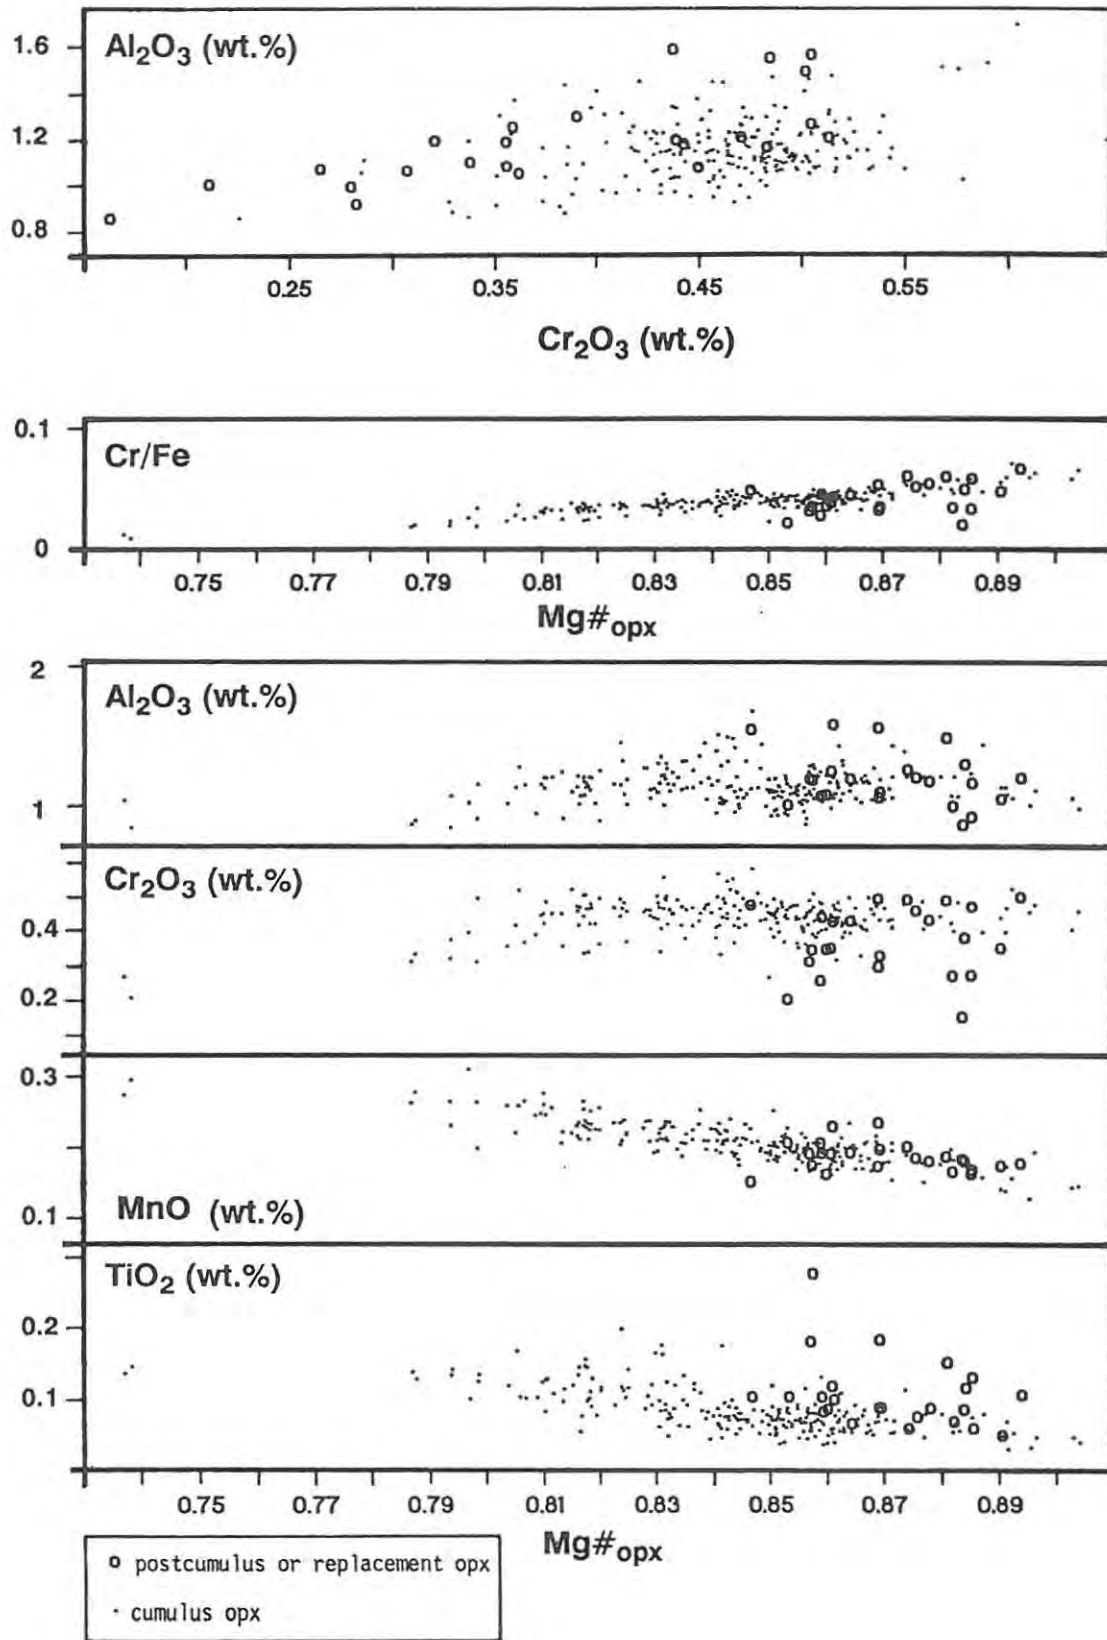 Al₂O₃ (wt.%)
1.6
1.2
0.8
0.25 0.35 0.45 0.55
Cr₂O₃ (wt.%)
0.1
Cr/Fe
0
0.75 0.77 0.79 0.81 0.83 0.85 0.87 0.89
Mg#opx
2
Al₂O₃ (wt.%)
1
Cr₂O₃ (wt.%)
0.4
0.2
0.3
MnO (wt.%)
0.1
TiO₂ (wt.%)
0.2
0.1
0.75 0.77 0.79 0.81 0.83 0.85 0.87 0.89
Mg#opx
o postcumulus or replacement opx
· cumulus opx